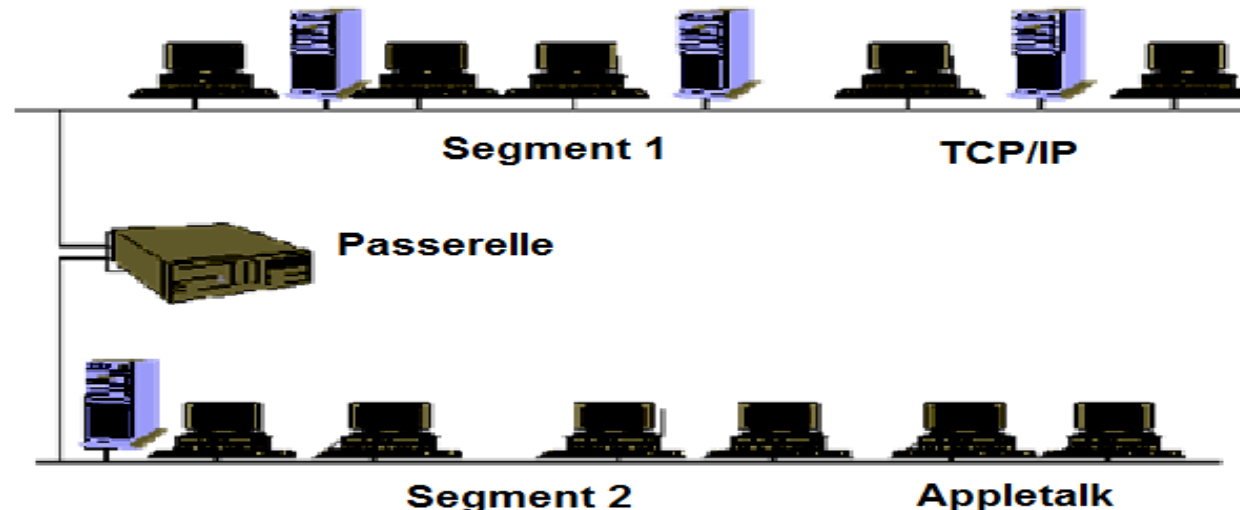 Segment 1
TCP/IP
Passerelle
Segment 2
Appletalk